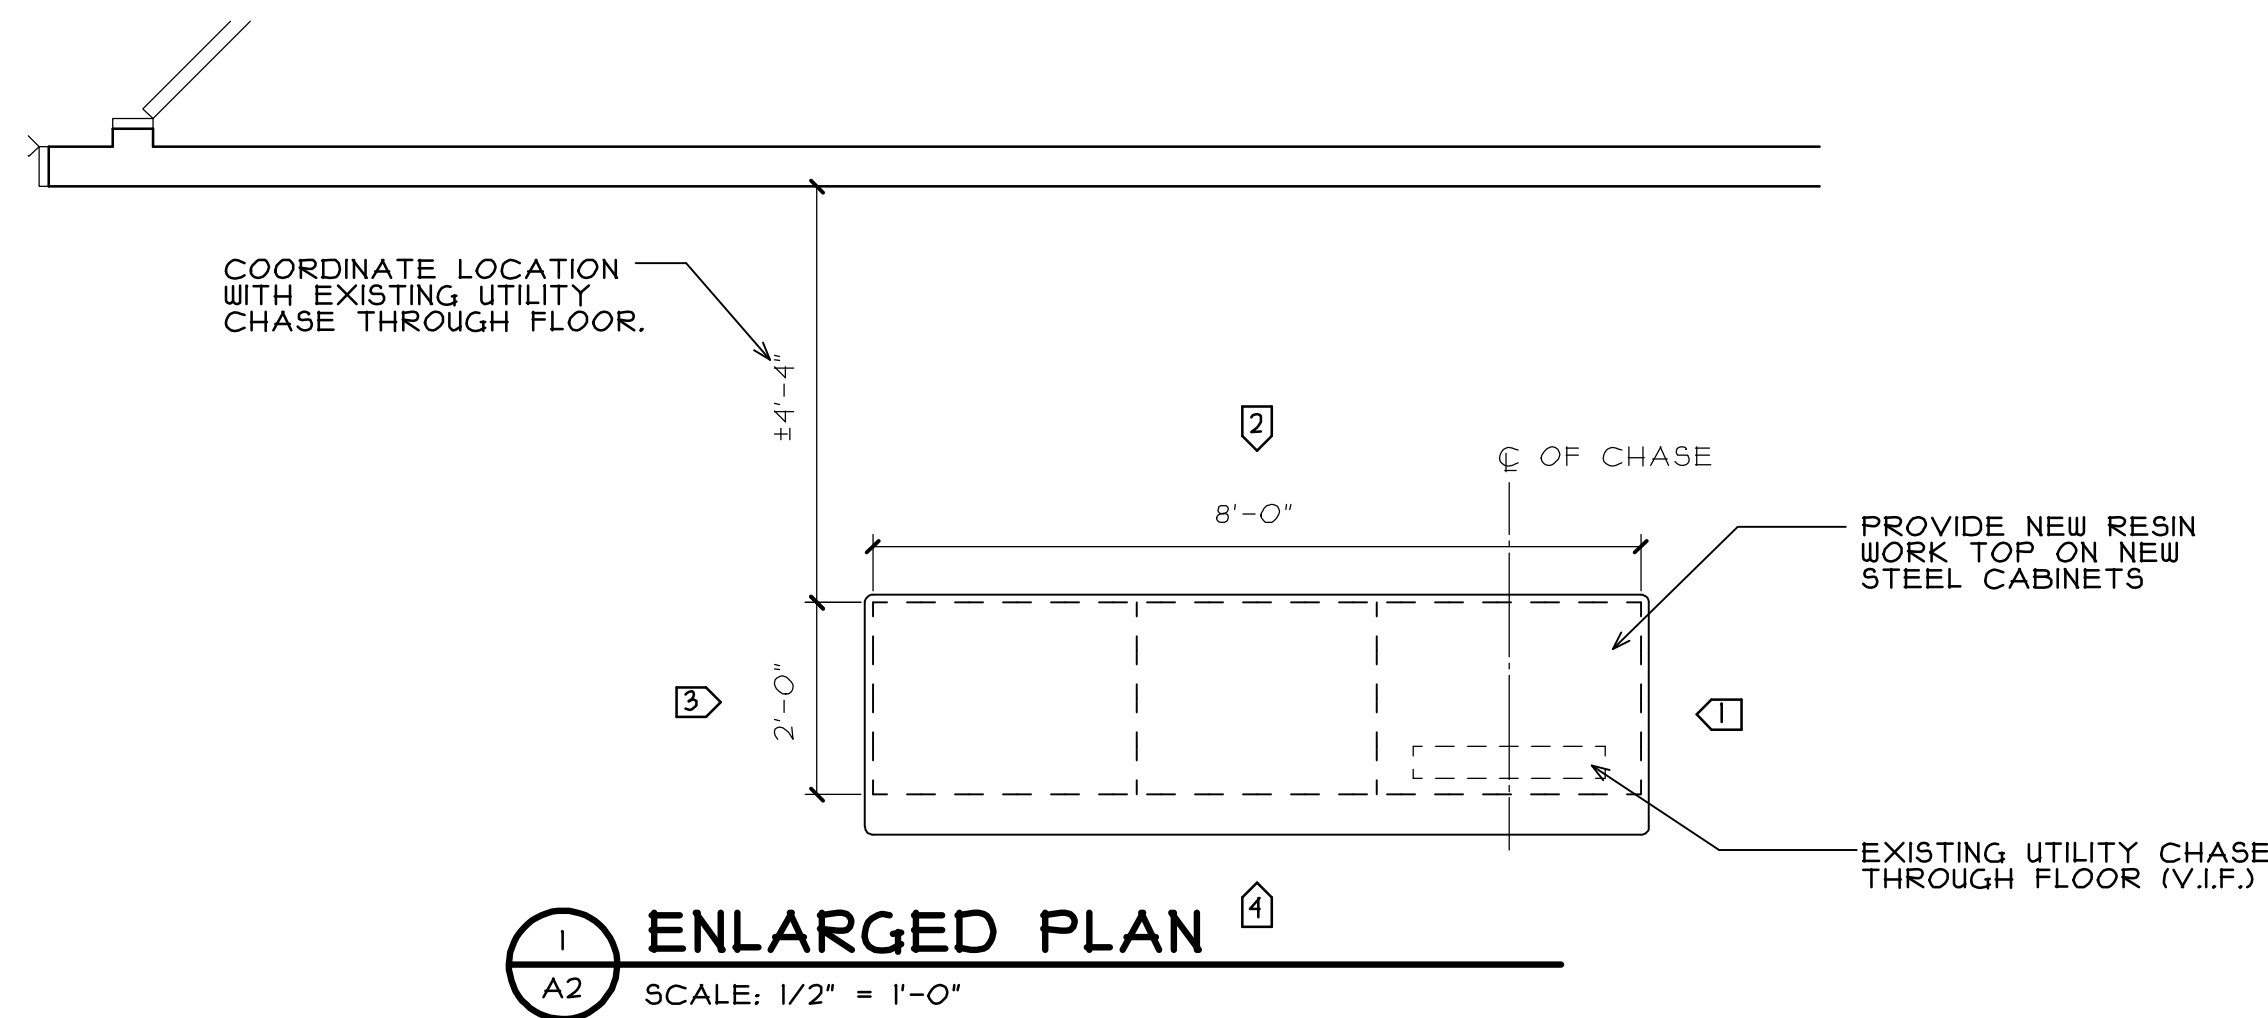 COORDINATE LOCATION
WITH EXISTING UTILITY
CHASE THROUGH FLOOR.
±4'-4"
2
℄ OF CHASE
8'-0"
PROVIDE NEW RESIN
WORK TOP ON NEW
STEEL CABINETS
3
2'-0"
1
EXISTING UTILITY CHASE
THROUGH FLOOR (V.I.F.)
4
1
A2
ENLARGED PLAN
SCALE: 1/2" = 1'-0"